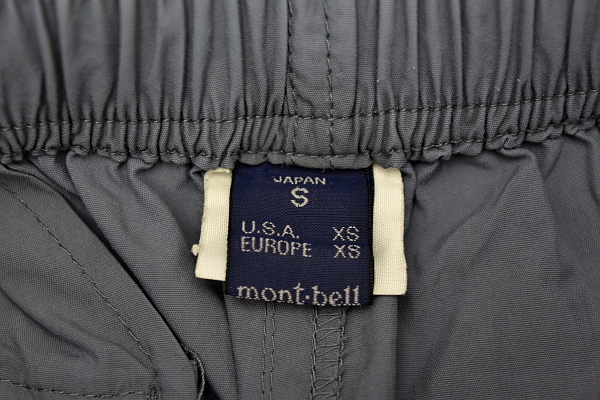 JAPAN
S
U.S.A. XS
EUROPE XS
mont·bell